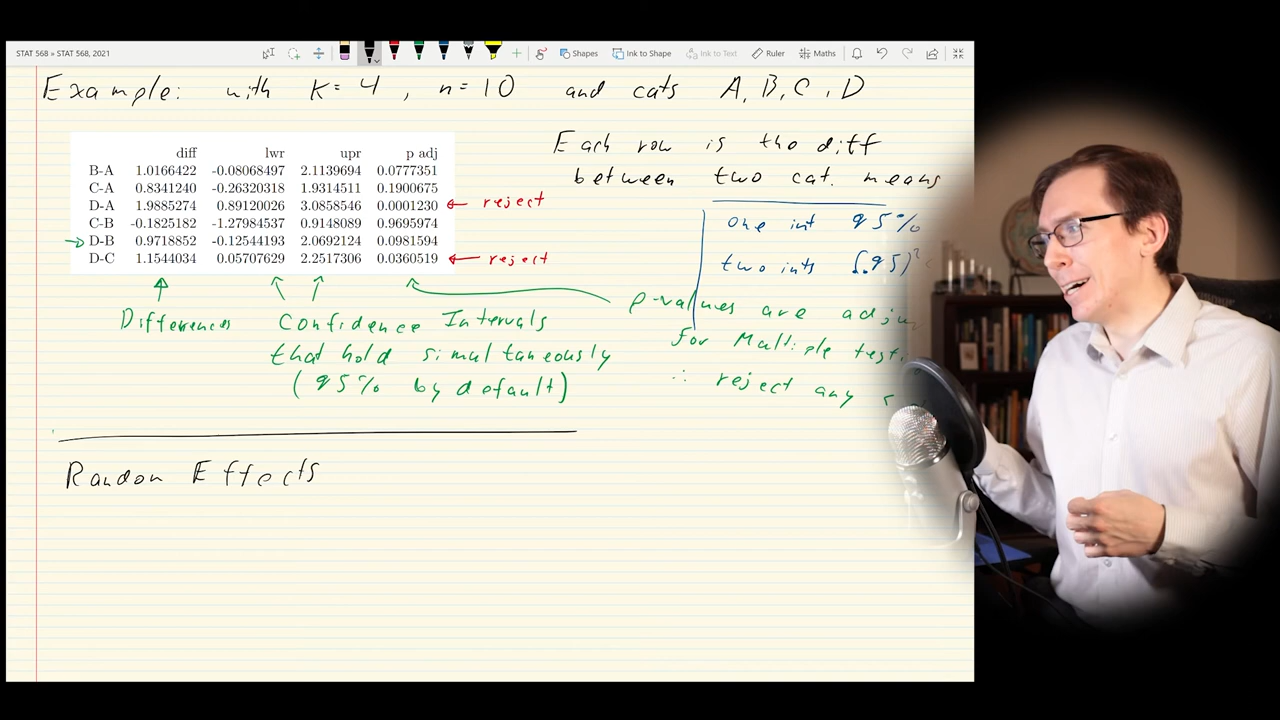 STAT 568 » STAT 568, 2021
Shapes Ink to Shape Ink to Text Ruler Maths
Example: with K=4, n=10 and cats A, B, C, D
diff lwr upr p adj
B-A 1.0166422 -0.08068497 2.1139694 0.0777351
C-A 0.8341240 -0.26320318 1.9314511 0.1900675
D-A 1.9885274 0.89120026 3.0858546 0.0001230 ← reject
C-B -0.1825182 -1.27984537 0.9148089 0.9695974
→ D-B 0.9718852 -0.12544193 2.0692124 0.0981594
D-C 1.1544034 0.05707629 2.2517306 0.0360519 ← reject
Differences
Confidence Intervals
that hold simultaneously
(95% by default)
Each row is the diff
between two cat. means
one int 95%
two ints (.95)²
p-values are adju
for Multiple testi
∴ reject any
Random Effects